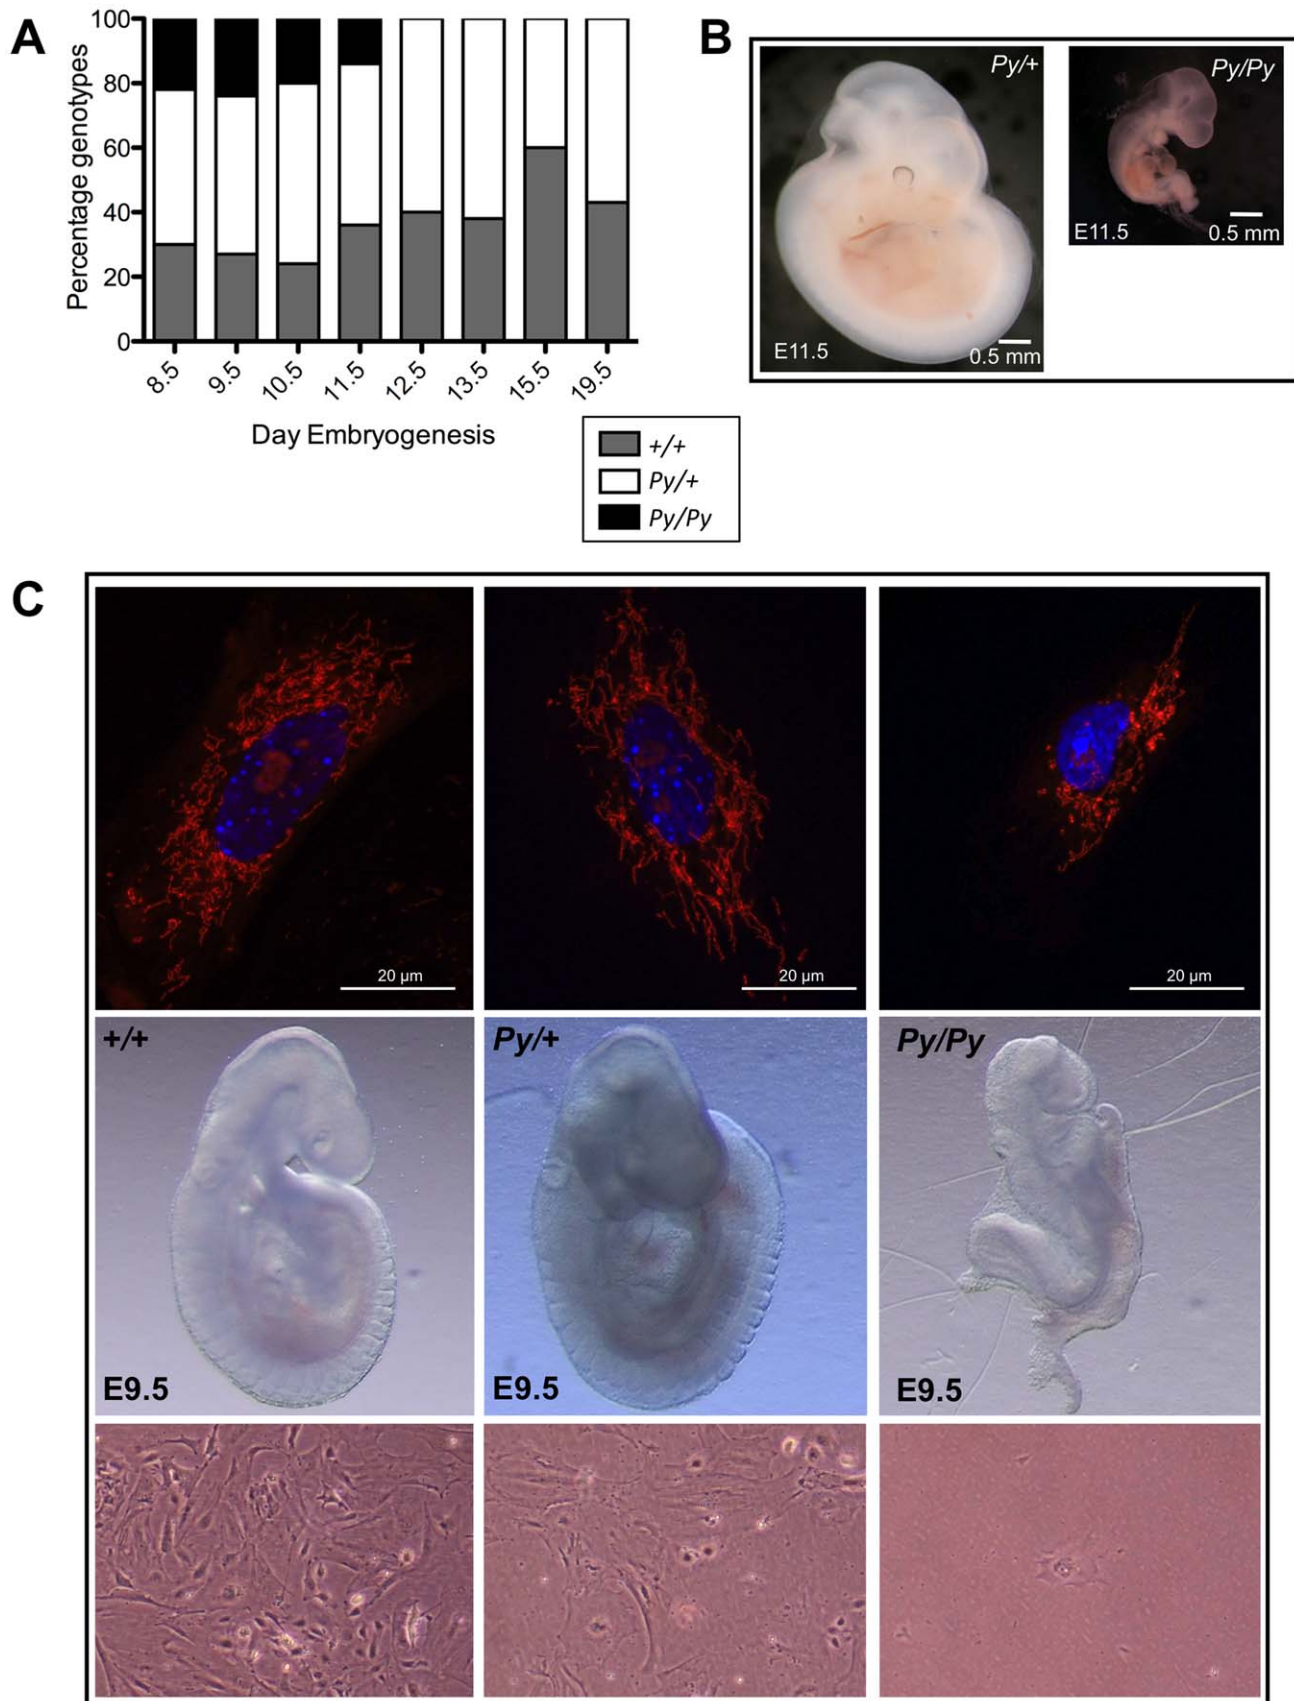 A
Percentage genotypes
100
80
60
40
20
0
8.5
9.5
10.5
11.5
12.5
13.5
15.5
19.5
Day Embryogenesis
+/+
Py/+
Py/Py
B
Py/+
E11.5
0.5 mm
Py/Py
E11.5
0.5 mm
C
20 µm
20 µm
20 µm
+/+
E9.5
Py/+
E9.5
Py/Py
E9.5